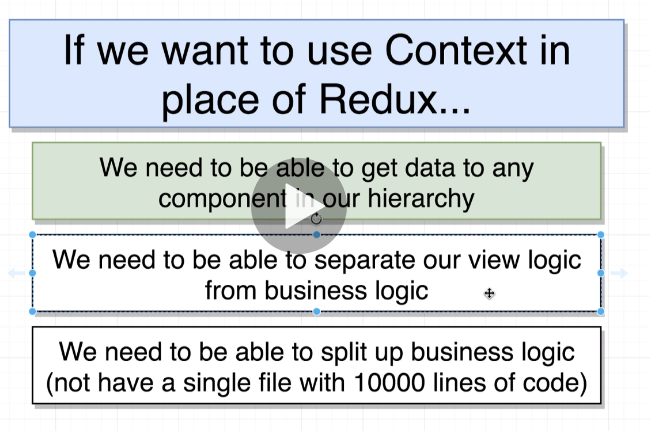 If we want to use Context in
place of Redux...
We need to be able to get data to any
component in our hierarchy
We need to be able to separate our view logic
from business logic
We need to be able to split up business logic
(not have a single file with 10000 lines of code)